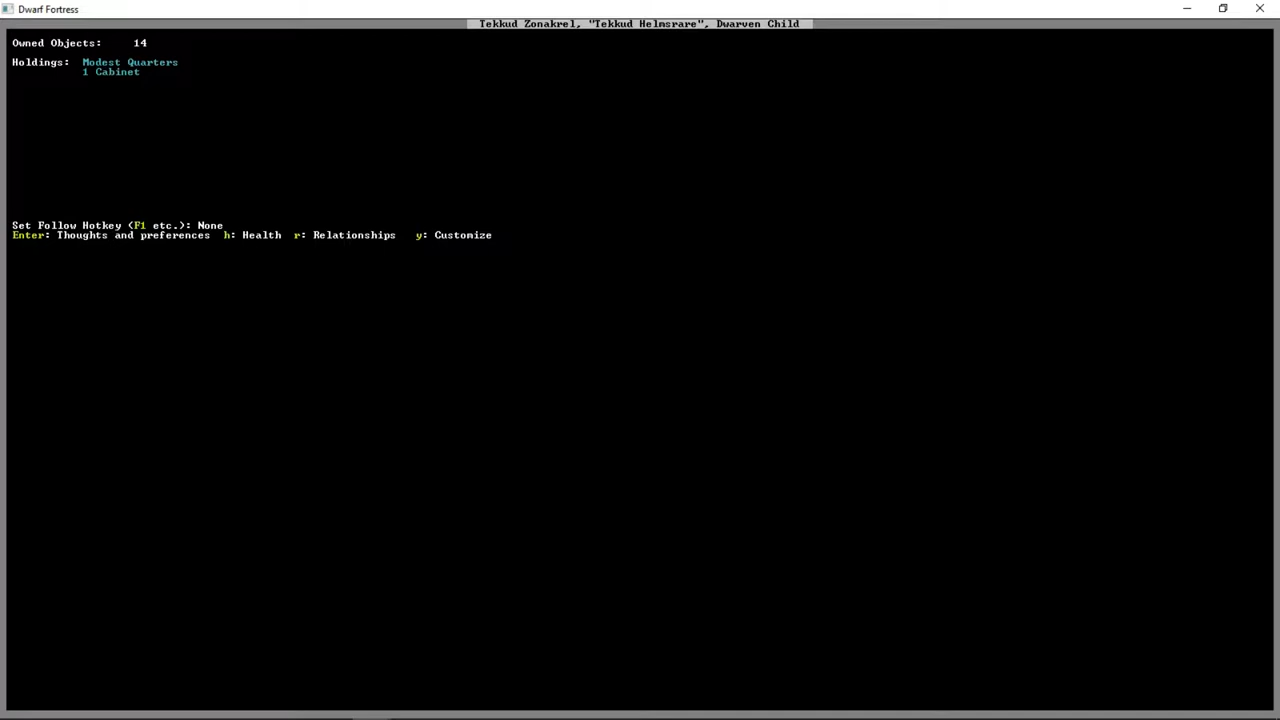 Dwarf Fortress
Tekkud Zonakrel, "Tekkud Helmsrare", Dwarven Child
Owned Objects: 14
Holdings: Modest Quarters
1 Cabinet
Set Follow Hotkey (F1 etc.): None
Enter: Thoughts and preferences h: Health r: Relationships y: Customize